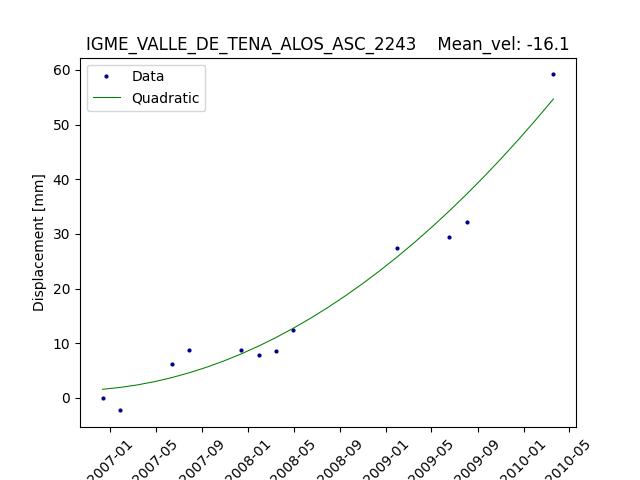 IGME_VALLE_DE_TENA_ALOS_ASC_2243 Mean_vel: -16.1
Data
Quadratic
Displacement [mm]
60
50
40
30
20
10
0
2007-01 2007-05 2007-09 2008-01 2008-05 2008-09 2009-01 2009-05 2009-09 2010-01 2010-05